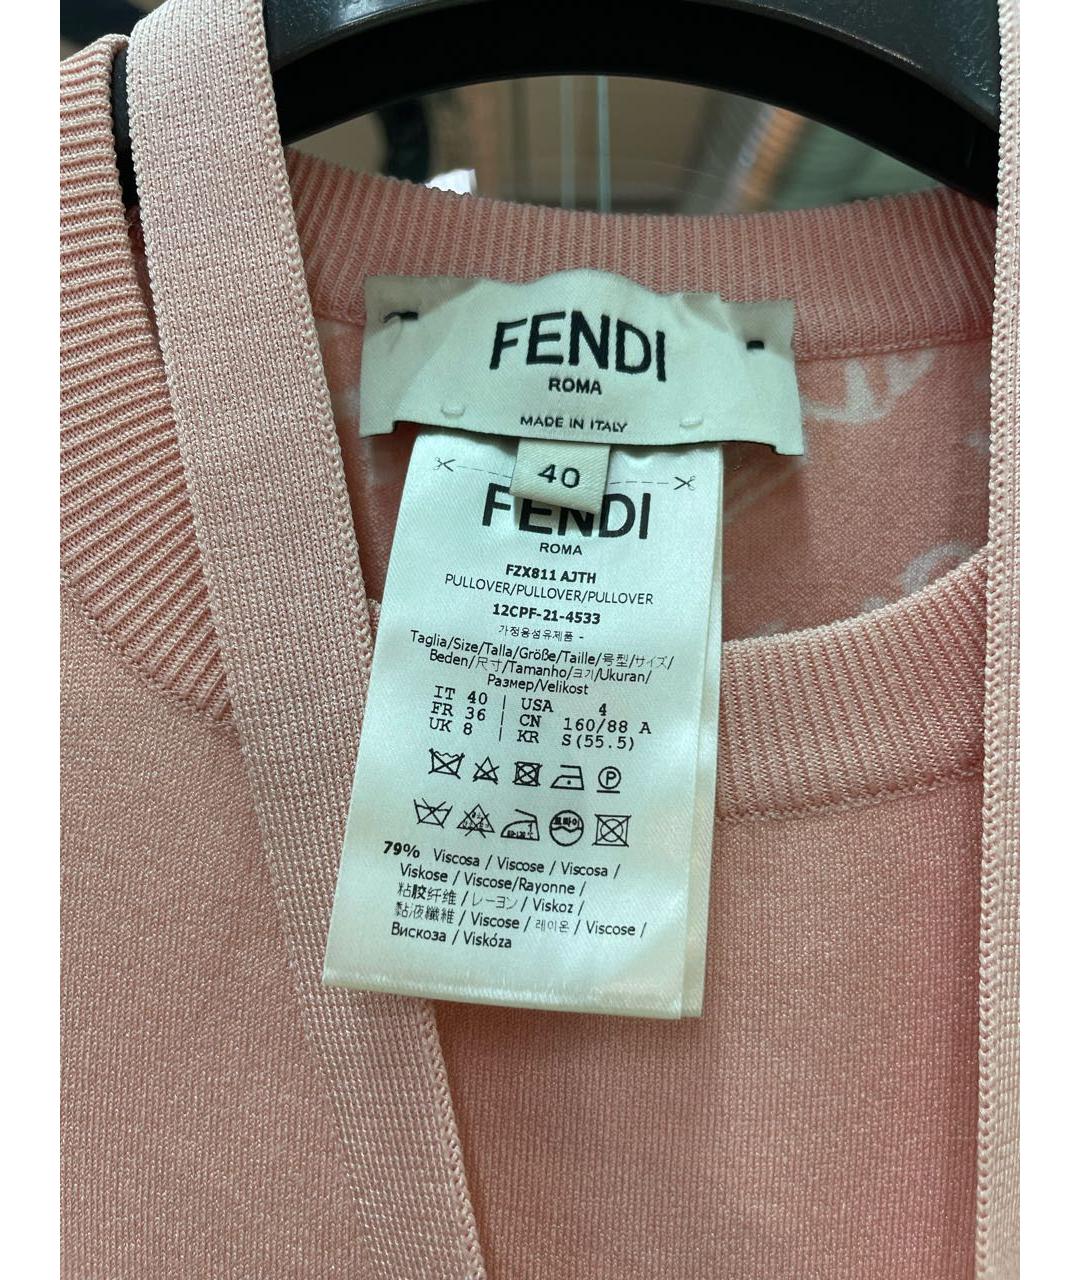 FENDI
ROMA
MADE IN ITALY
40
FENDI
ROMA
FZX811 AJTH
PULLOVER/PULLOVER/PULLOVER
12CPF-21-4533
가정용섬유제품 -
Taglia/Size/Talla/Größe/Taille/号型/サイズ/
Beden/尺寸/Tamanho/크기/Ukuran/
Размер/Velikost
IT 40 | USA 4
FR 36 | CN 160/88 A
UK 8 | KR S(55.5)
P
드라이
79% Viscosa / Viscose / Viscosa /
Viskose / Viscose/Rayonne /
粘胶纤维 / レーヨン / Viskoz /
黏液纖維 / Viscose / 레이온 / Viscose /
Вискоза / Viskóza